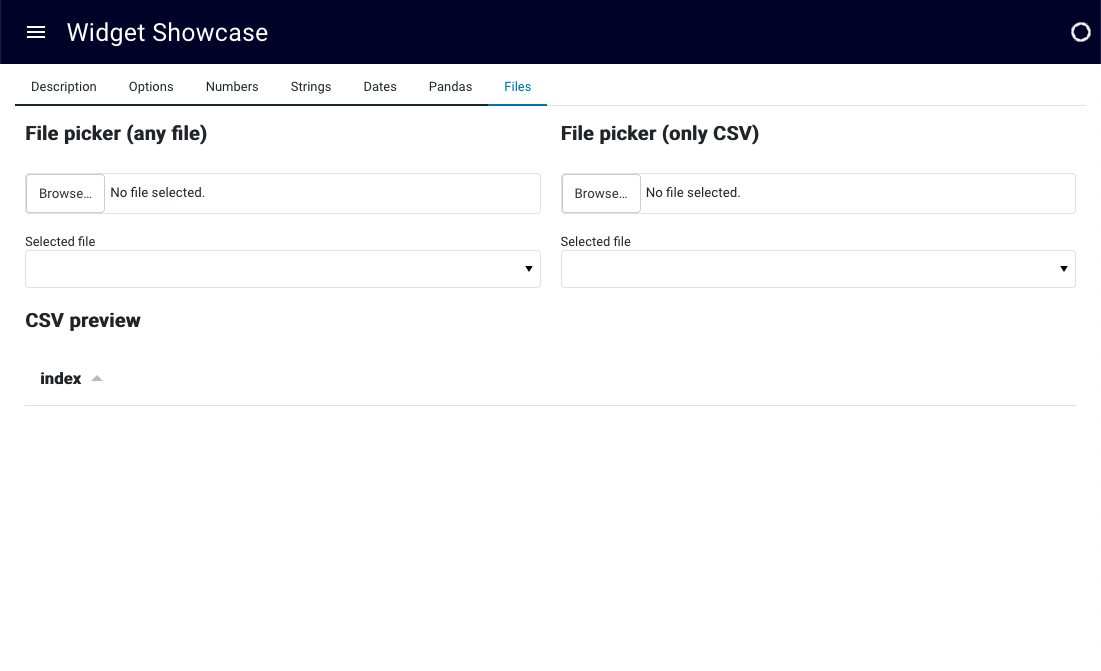 Widget Showcase
Description Options Numbers Strings Dates Pandas Files
File picker (any file)
File picker (only CSV)
Browse… No file selected.
Browse… No file selected.
Selected file
Selected file
CSV preview
index